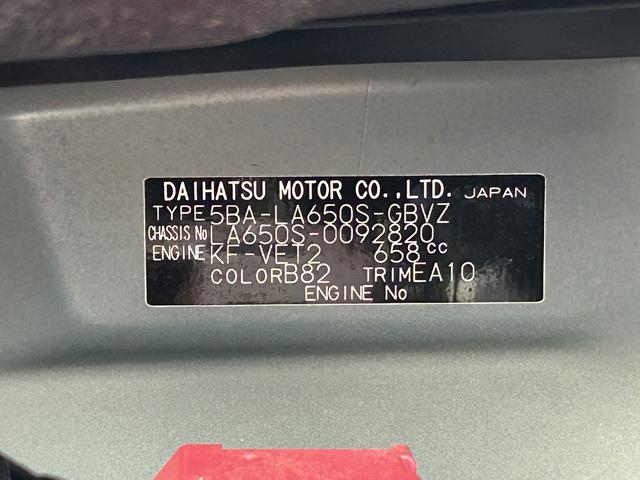 DAIHATSU MOTOR CO.,LTD. JAPAN
TYPE 5BA-LA650S-GBVZ
CHASSIS No LA650S-0092820
ENGINE KF-VET2 658cc
COLOR B82 TRIM EA10
ENGINE No